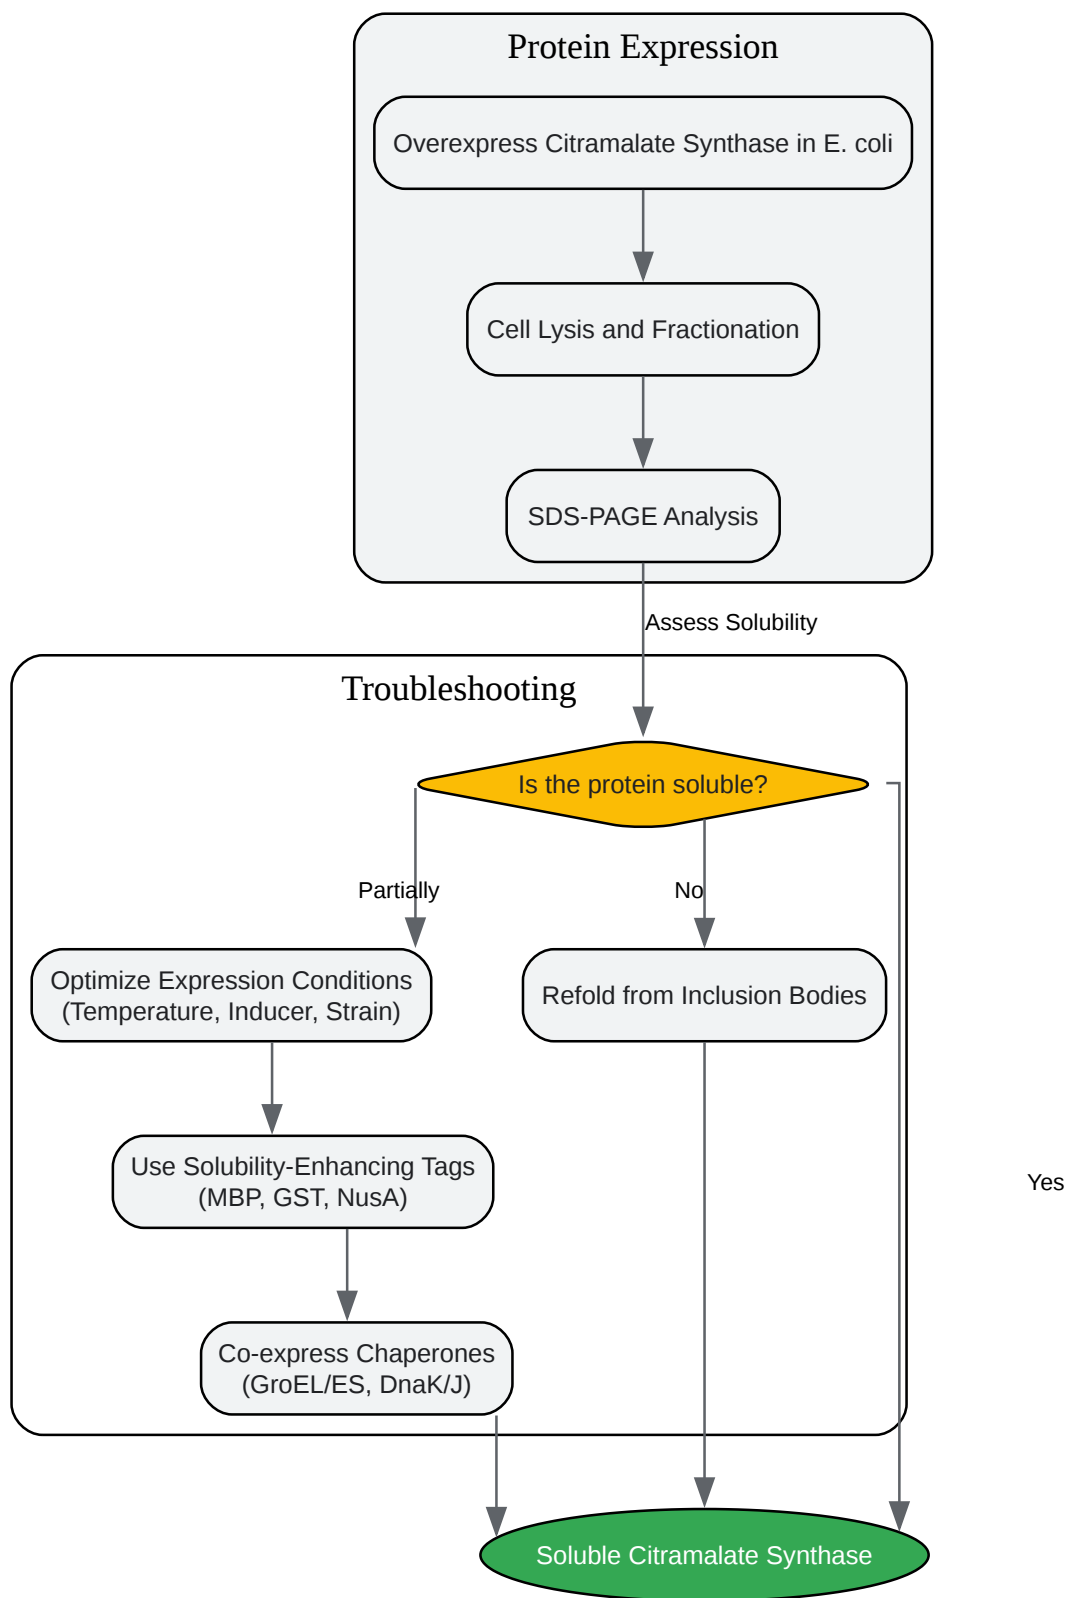 Protein Expression
Overexpress Citramalate Synthase in E. coli
Cell Lysis and Fractionation
SDS-PAGE Analysis
Assess Solubility
Troubleshooting
Is the protein soluble?
Partially
No
Optimize Expression Conditions
(Temperature, Inducer, Strain)
Refold from Inclusion Bodies
Use Solubility-Enhancing Tags
(MBP, GST, NusA)
Yes
Co-express Chaperones
(GroEL/ES, DnaK/J)
Soluble Citramalate Synthase